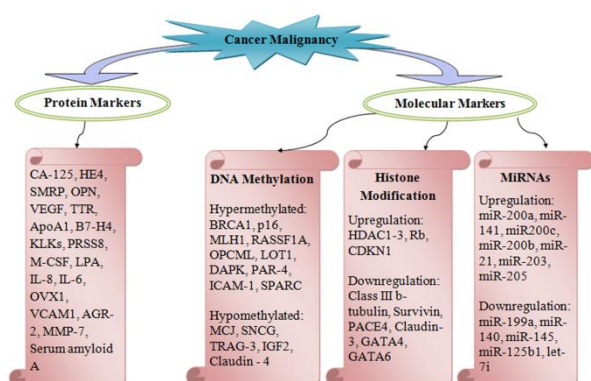 Cancer Malignancy
Protein Markers
Molecular Markers
CA-125, HE4,
SMRP, OPN,
VEGF, TTR,
ApoA1, B7-H4,
KLKs, PRSS8,
M-CSF, LPA,
IL-8, IL-6,
OVX1,
VCAM1, AGR-
2, MMP-7,
Serum amyloid
A
DNA Methylation
Hypermethylated:
BRCA1, p16,
MLH1, RASSF1A,
OPCML, LOT1,
DAPK, PAR-4,
ICAM-1, SPARC
Hypomethylated:
MCJ, SNCG,
TRAG-3, IGF2,
Claudin - 4
Histone
Modification
Upregulation:
HDAC1-3, Rb,
CDKN1
Downregulation:
Class III b-
tubulin, Survivin,
PACE4, Claudin-
3, GATA4,
GATA6
MiRNAs
Upregulation:
miR-200a, miR-
141, miR200c,
miR-200b, miR-
21, miR-203,
miR-205
Downregulation:
miR-199a, miR-
140, miR-145,
miR-125b1, let-
7i